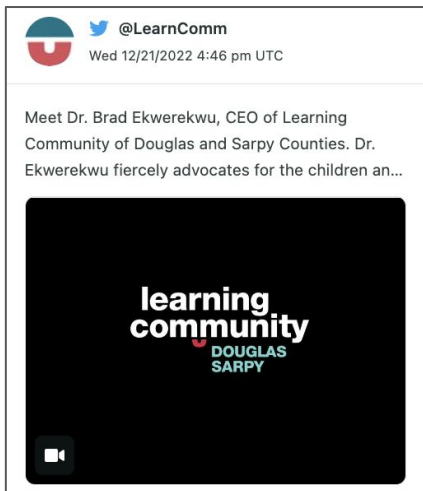 @LearnComm
Wed 12/21/2022 4:46 pm UTC
Meet Dr. Brad Ekwerekwu, CEO of Learning
Community of Douglas and Sarpy Counties. Dr.
Ekwerekwu fiercely advocates for the children an...
learning
community
DOUGLAS
SARPY